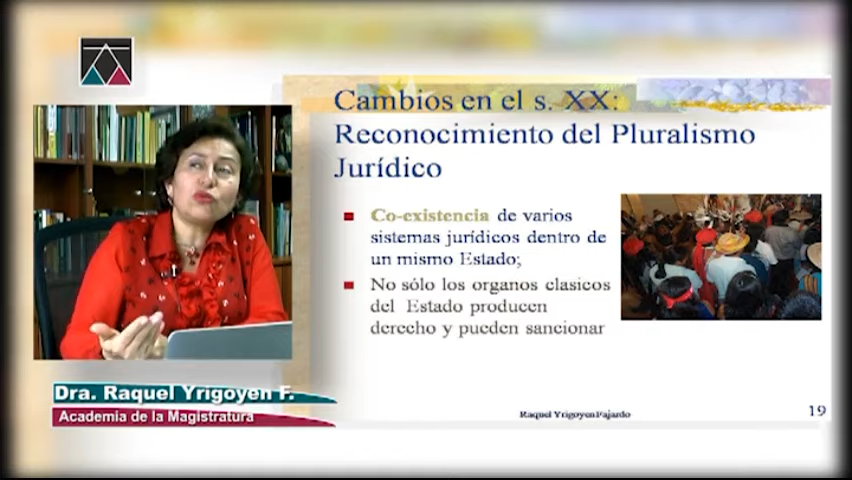 Cambios en el s. XX:
Reconocimiento del Pluralismo
Jurídico
Co-existencia de varios
sistemas jurídicos dentro de
un mismo Estado;
No sólo los organos clasicos
del Estado producen
derecho y pueden sancionar
Dra. Raquel Yrigoyen F.
Academia de la Magistratura
Raquel Yrigoyen Fajardo
19